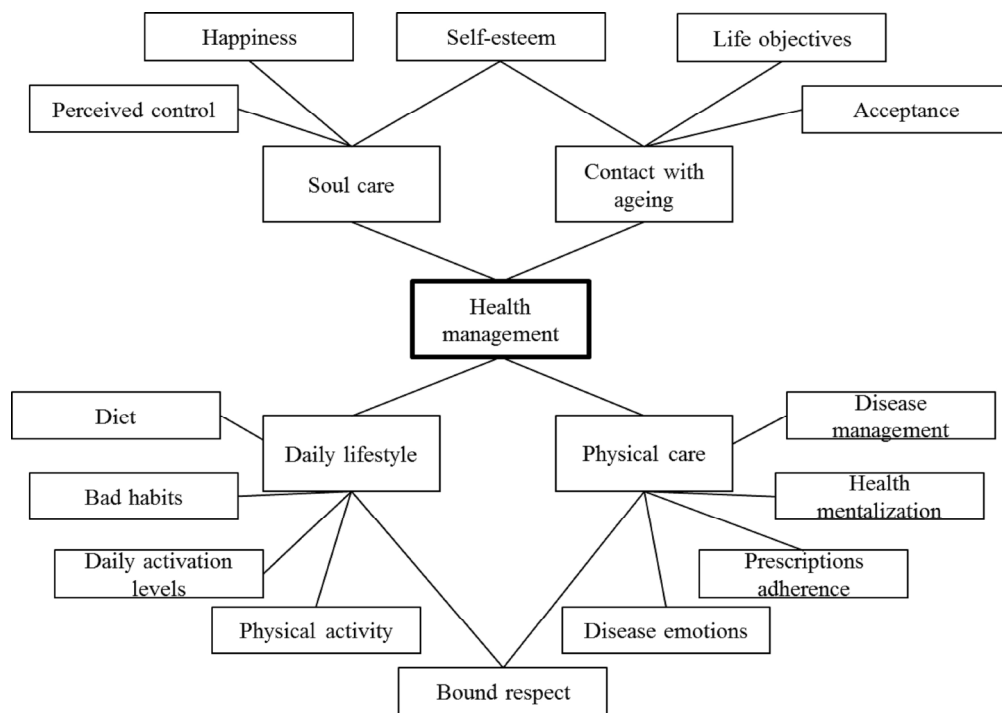 Happiness
Self-esteem
Life objectives
Perceived control
Acceptance
Soul care
Contact with
ageing
Health
management
Diet
Disease
management
Daily lifestyle
Physical care
Bad habits
Health
mentalization
Daily activation
levels
Prescriptions
adherence
Physical activity
Disease emotions
Bound respect